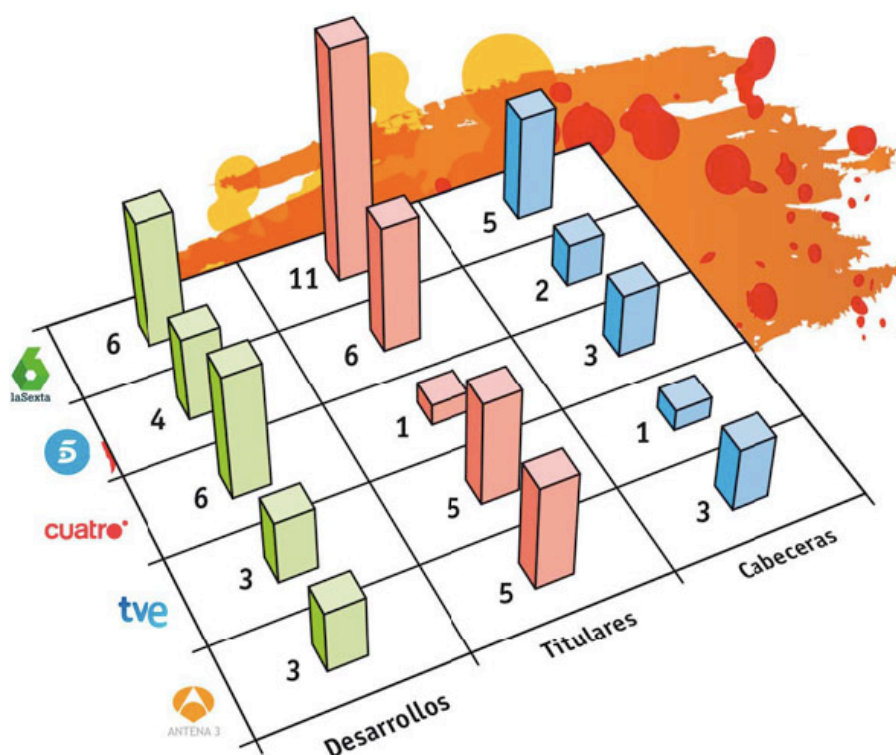 5
11
2
6
6
3
laSexta
4
1
1
6
5
3
cuatro
3
5
tve
3
ANTENA 3
Cabeceras
Titulares
Desarrollos